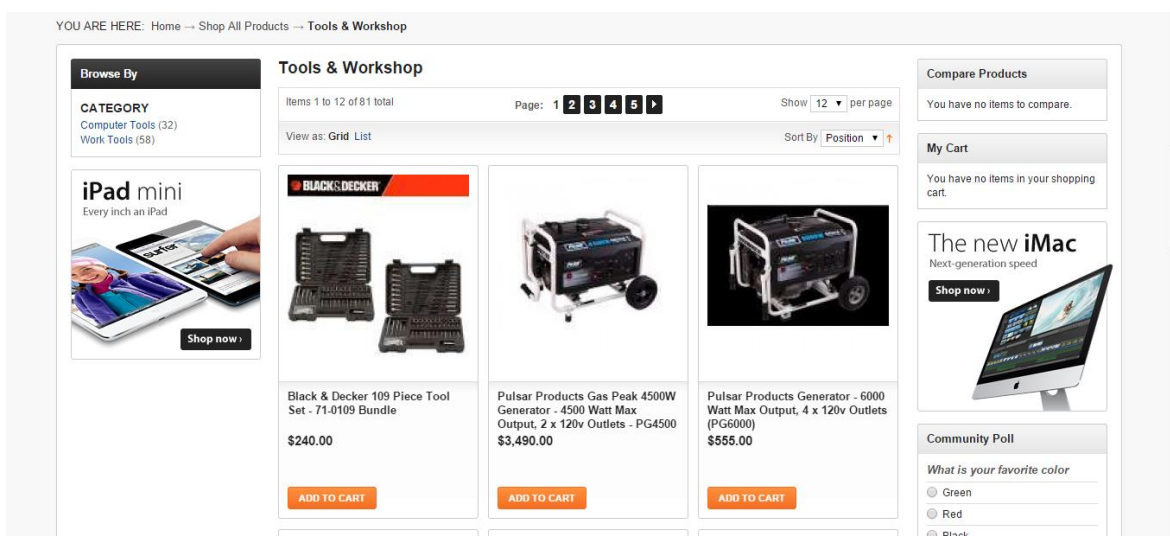 YOU ARE HERE: Home → Shop All Products → Tools & Workshop
Browse By
CATEGORY
Computer Tools (32)
Work Tools (58)
iPad mini
Every inch an iPad
surfer
Shop now ›
Tools & Workshop
Items 1 to 12 of 81 total
Page: 1 2 3 4 5
Show 12 per page
View as: Grid List
Sort By Position
BLACK & DECKER
Black & Decker 109 Piece Tool
Set - 71-0109 Bundle
$240.00
ADD TO CART
Pulsar Products Gas Peak 4500W
Generator - 4500 Watt Max
Output, 2 x 120v Outlets - PG4500
$3,490.00
ADD TO CART
Pulsar Products Generator - 6000
Watt Max Output, 4 x 120v Outlets
(PG6000)
$555.00
ADD TO CART
Compare Products
You have no items to compare.
My Cart
You have no items in your shopping
cart.
The new iMac
Next-generation speed
Shop now ›
Community Poll
What is your favorite color
Green
Red
Black